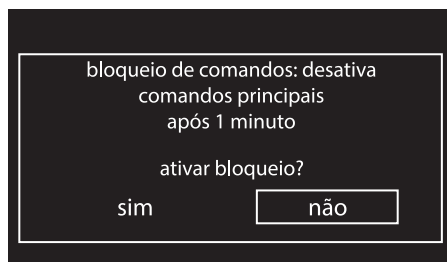 bloqueio de comandos: desativa
comandos principais
após 1 minuto
ativar bloqueio?
sim não